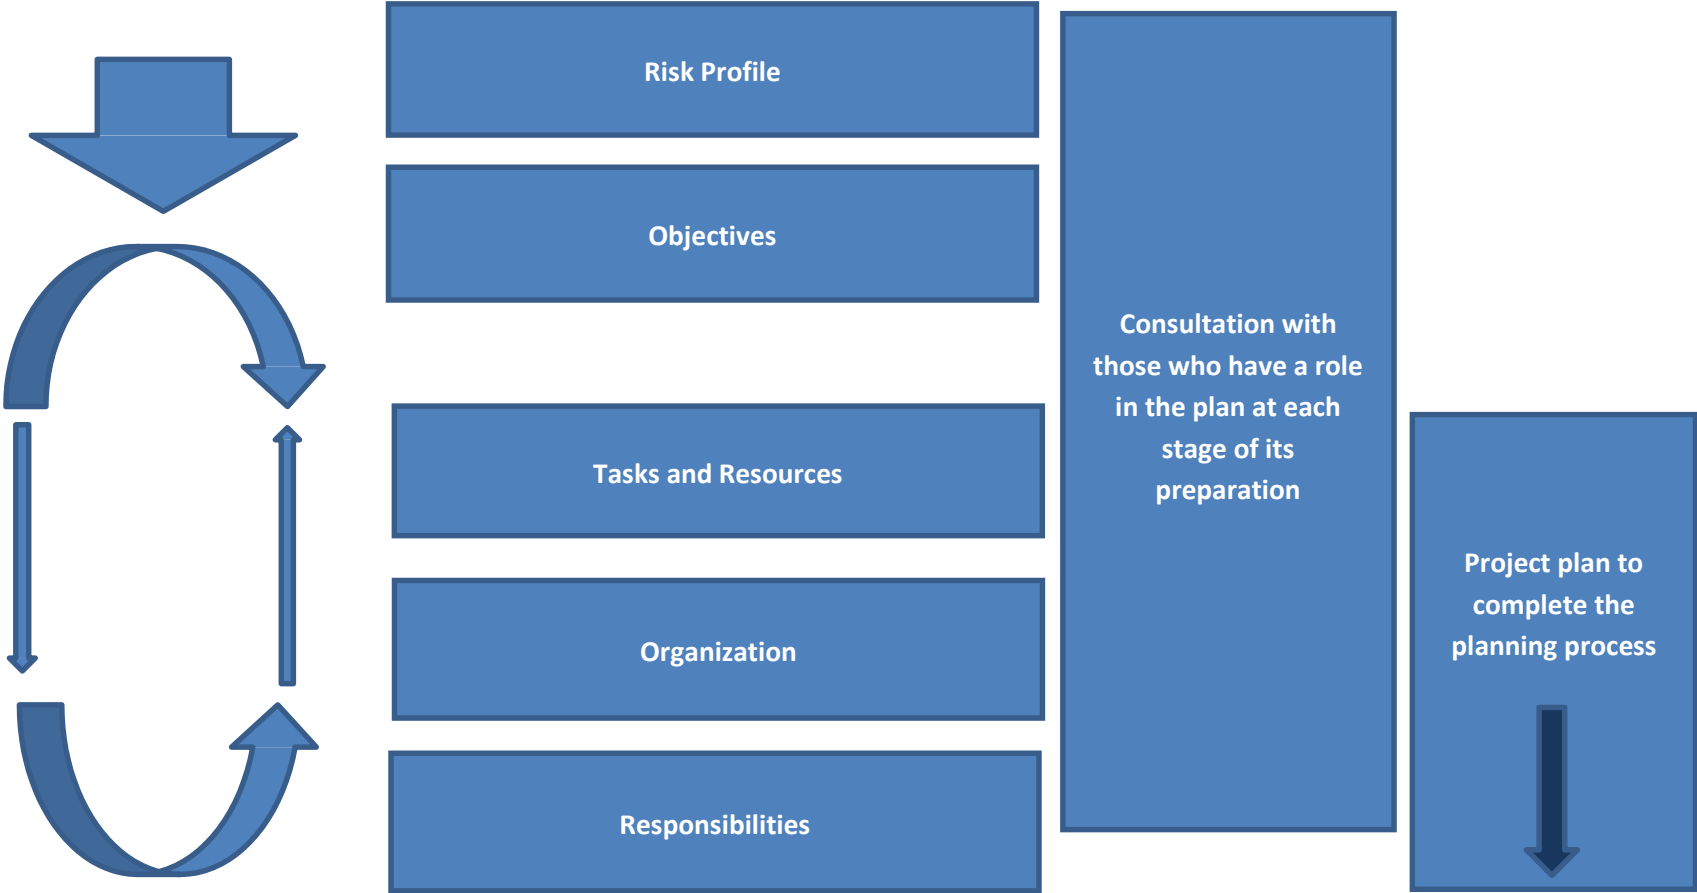 Risk Profile
Objectives
Tasks and Resources
Organization
Responsibilities
Consultation with
those who have a role
in the plan at each
stage of its
preparation
Project plan to
complete the
planning process